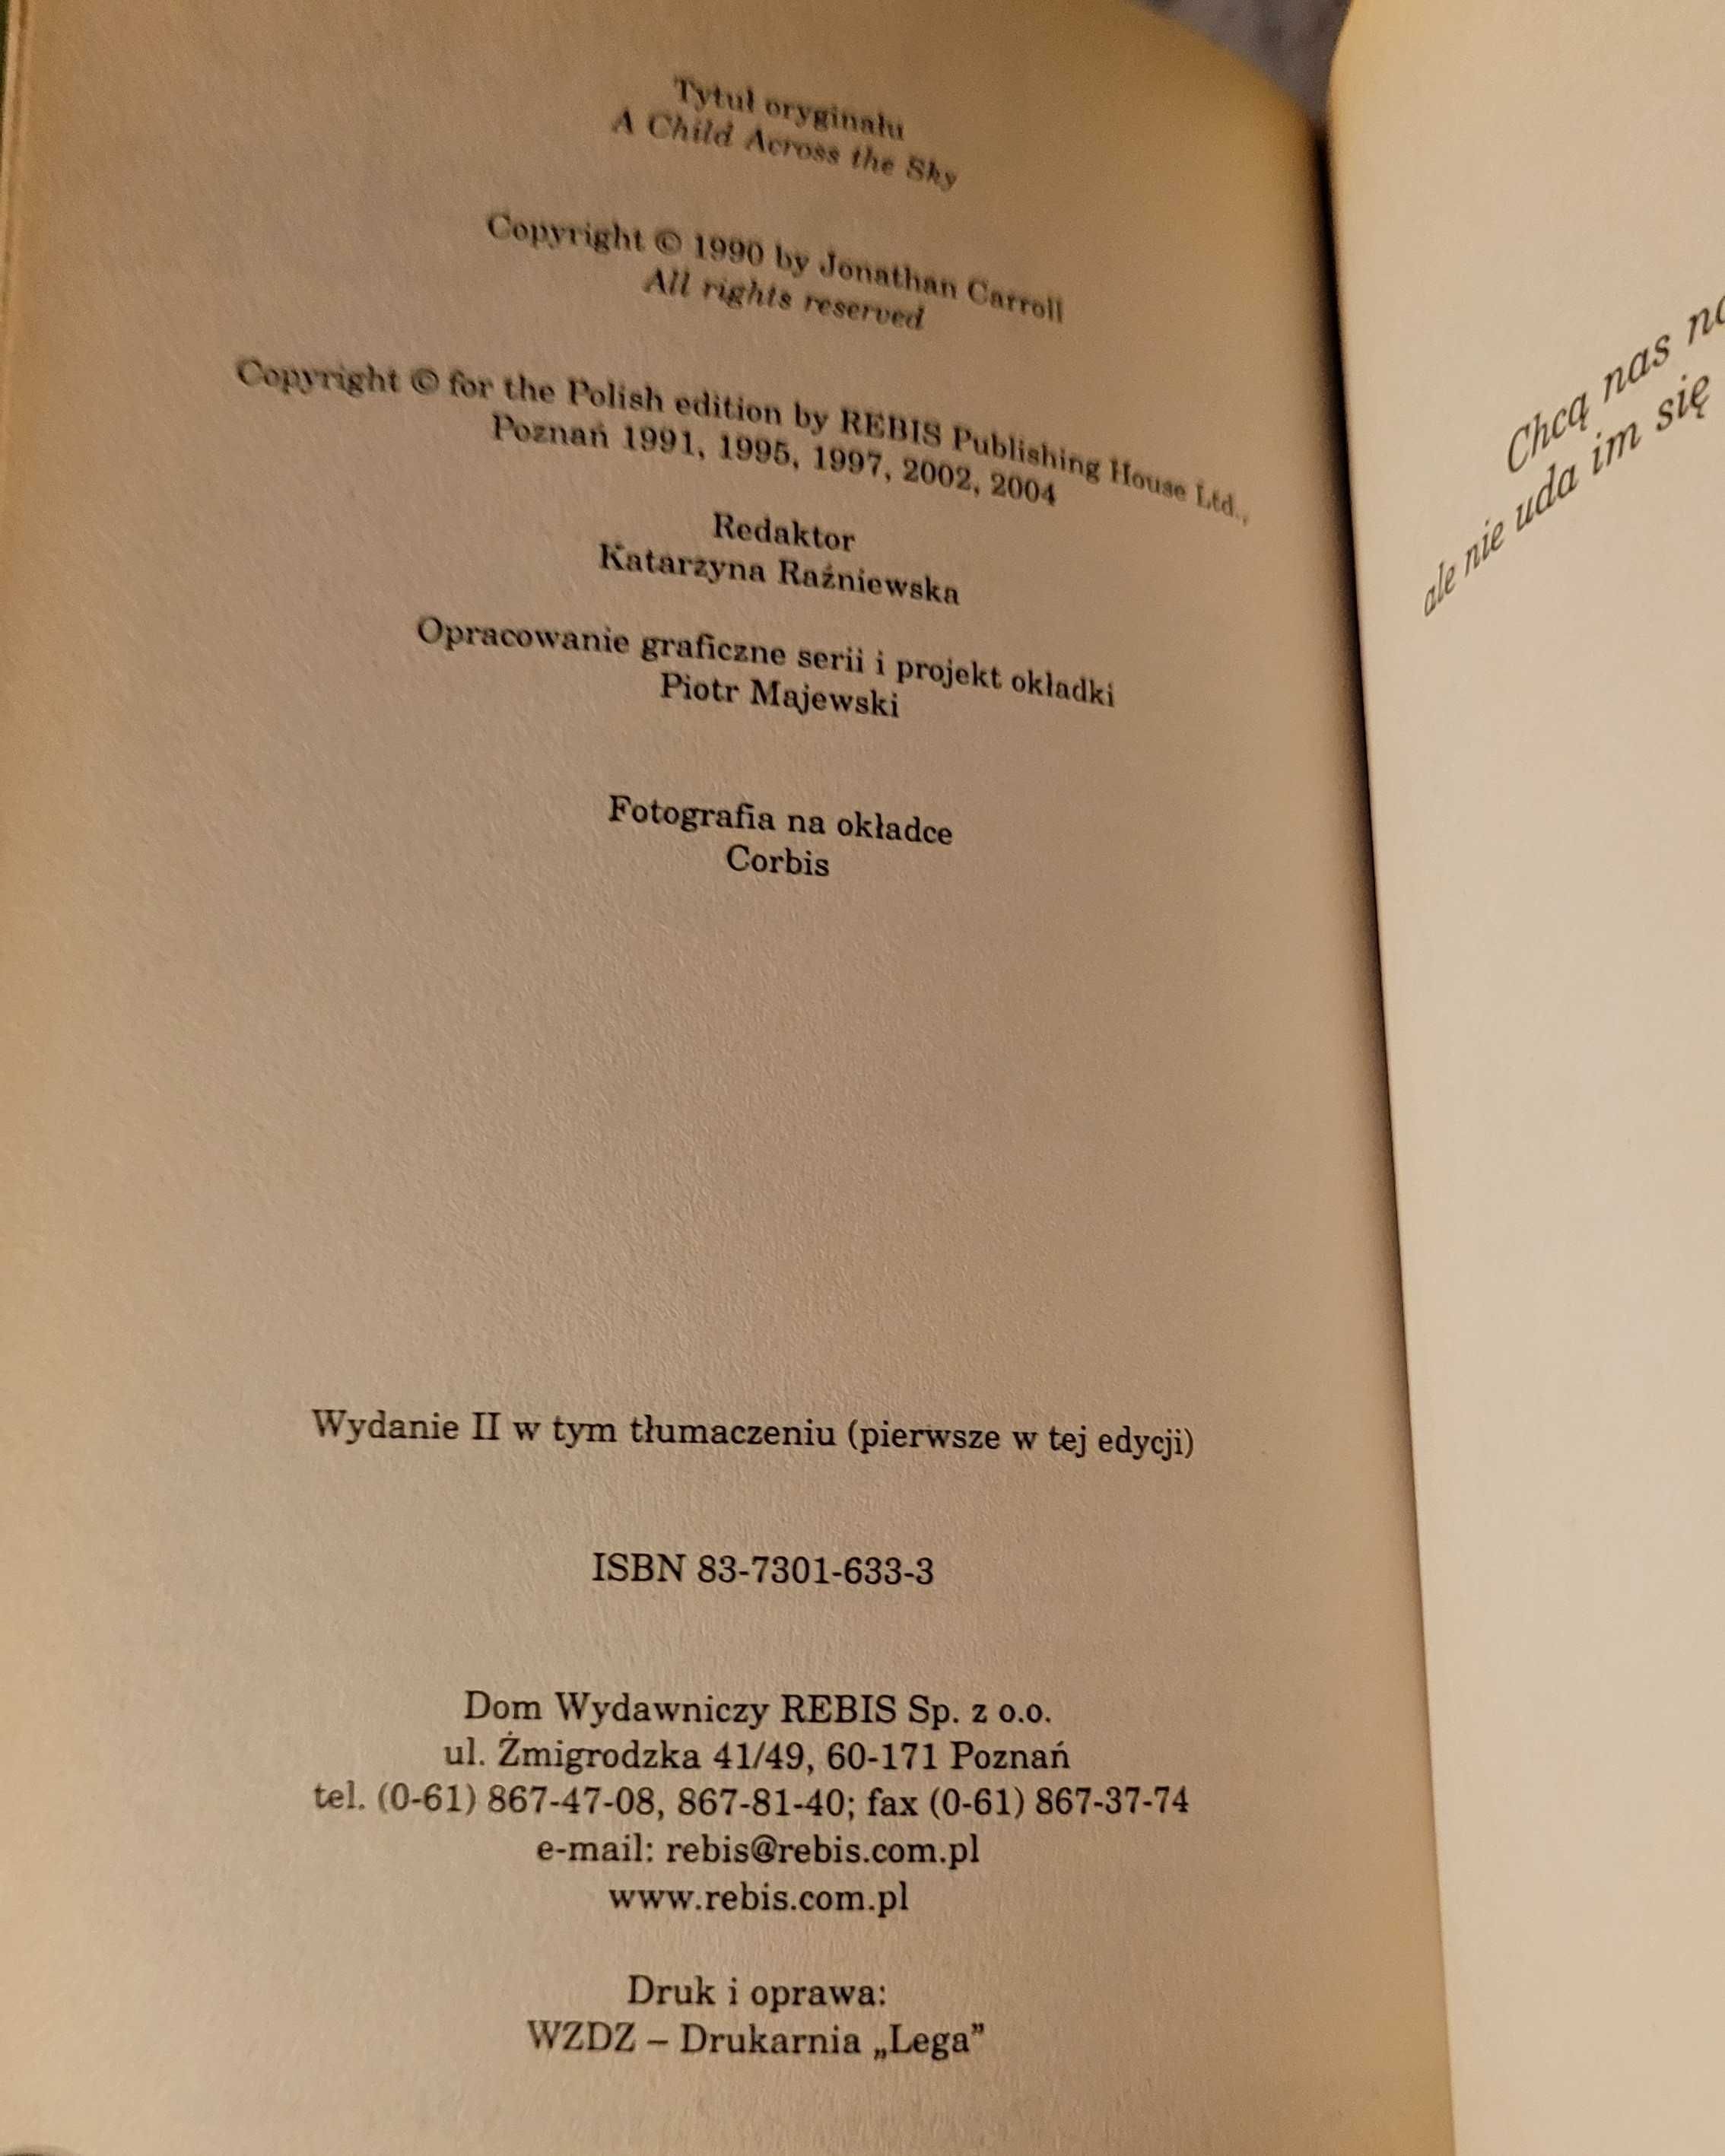 Tytuł oryginału
A Child Across the Sky
Copyright © 1990 by Jonathan Carroll
All rights reserved
Copyright © for the Polish edition by REBIS Publishing House Ltd.,
Poznań 1991, 1995, 1997, 2002, 2004
Redaktor
Katarzyna Raźniewska
Opracowanie graficzne serii i projekt okładki
Piotr Majewski
Fotografia na okładce
Corbis
Wydanie II w tym tłumaczeniu (pierwsze w tej edycji)
ISBN 83-7301-633-3
Dom Wydawniczy REBIS Sp. z o.o.
ul. Żmigrodzka 41/49, 60-171 Poznań
tel. (0-61) 867-47-08, 867-81-40; fax (0-61) 867-37-74
e-mail: rebis@rebis.com.pl
www.rebis.com.pl
Druk i oprawa:
WZDZ – Drukarnia „Lega”
Chcą nas
ale nie uda im się